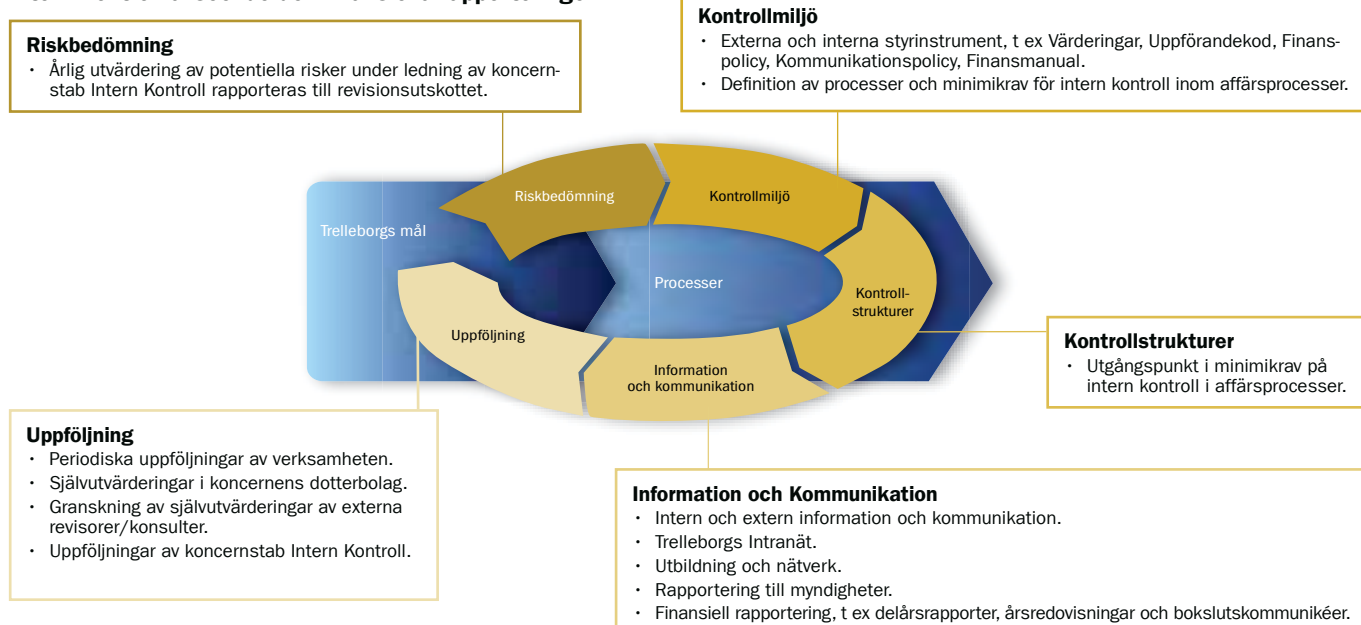 Riskbedömning
· Årlig utvärdering av potentiella risker under ledning av koncern-
stab Intern Kontroll rapporteras till revisionsutskottet.
Kontrollmiljö
· Externa och interna styrinstrument, t ex Värderingar, Uppförandekod, Finans-
policy, Kommunikationspolicy, Finansmanual.
· Definition av processer och minimikrav för intern kontroll inom affärsprocesser.
Riskbedömning
Kontrollmiljö
Trelleborgs mål
Processer
Kontroll-
strukturer
Uppföljning
Information
och kommunikation
Kontrollstrukturer
· Utgångspunkt i minimikrav på
intern kontroll i affärsprocesser.
Uppföljning
· Periodiska uppföljningar av verksamheten.
· Självutvärderingar i koncernens dotterbolag.
· Granskning av självutvärderingar av externa
revisorer/konsulter.
· Uppföljningar av koncernstab Intern Kontroll.
Information och Kommunikation
· Intern och extern information och kommunikation.
· Trelleborgs Intranät.
· Utbildning och nätverk.
· Rapportering till myndigheter.
· Finansiell rapportering, t ex delårsrapporter, årsredovisningar och bokslutskommunikéer.